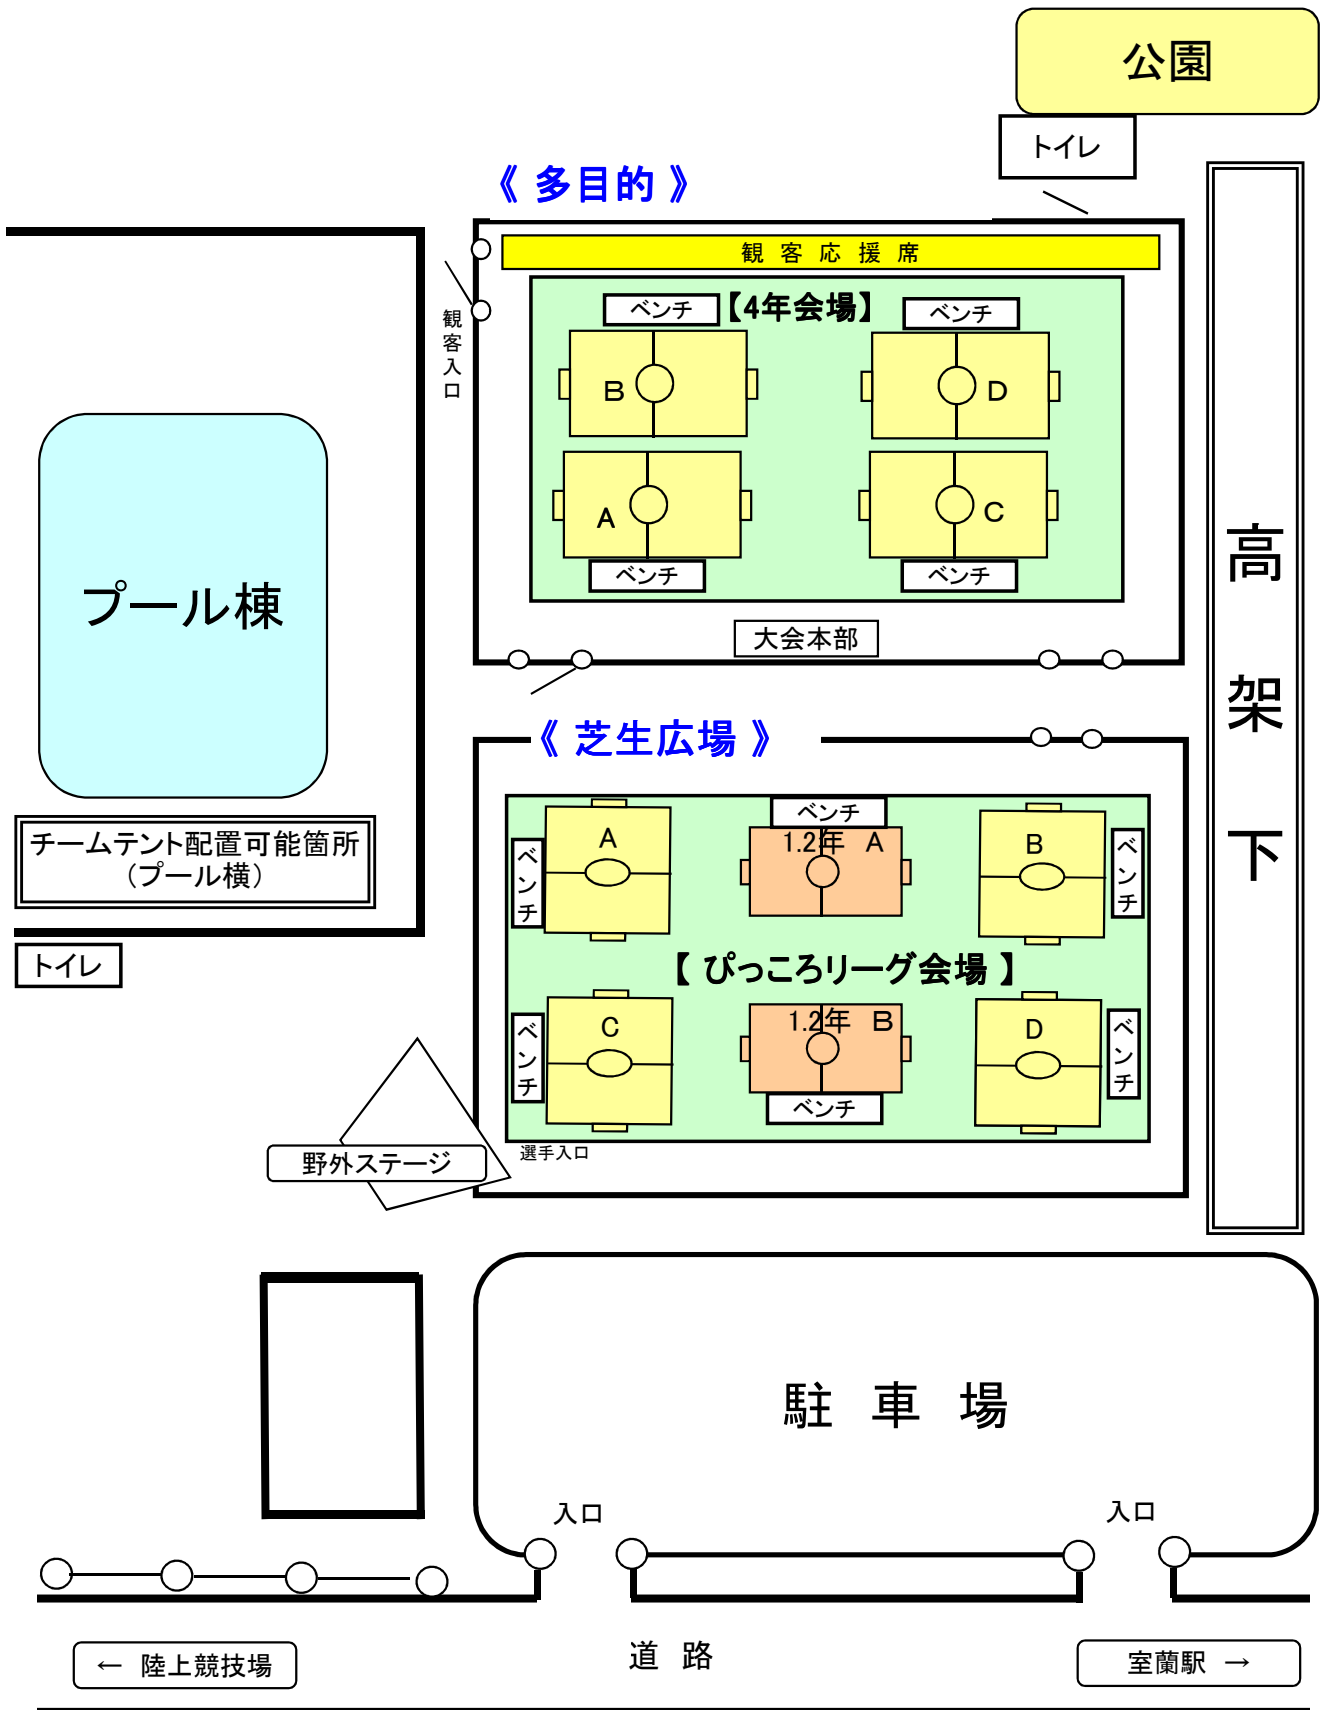 公園
トイレ
《 多目的 》
観 客 応 援 席
観客入口
ベンチ
【4年会場】
ベンチ
B
D
A
C
ベンチ
ベンチ
大会本部
高架下
プール棟
《 芝生広場 》
チームテント配置可能箇所
（プール横）
トイレ
ベンチ
A
ベンチ
1.2年 A
B
ベンチ
【 ぴっころリーグ会場 】
ベンチ
C
1.2年 B
ベンチ
D
ベンチ
野外ステージ
選手入口
駐 車 場
入口
入口
← 陸上競技場
道 路
室蘭駅 →